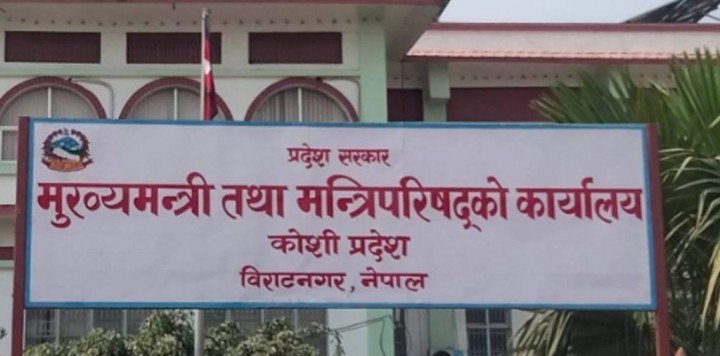 प्रदेश सरकार
मुख्यमन्त्री तथा मन्त्रिपरिषद्को कार्यालय
कोशी प्रदेश
विराटनगर, नेपाल